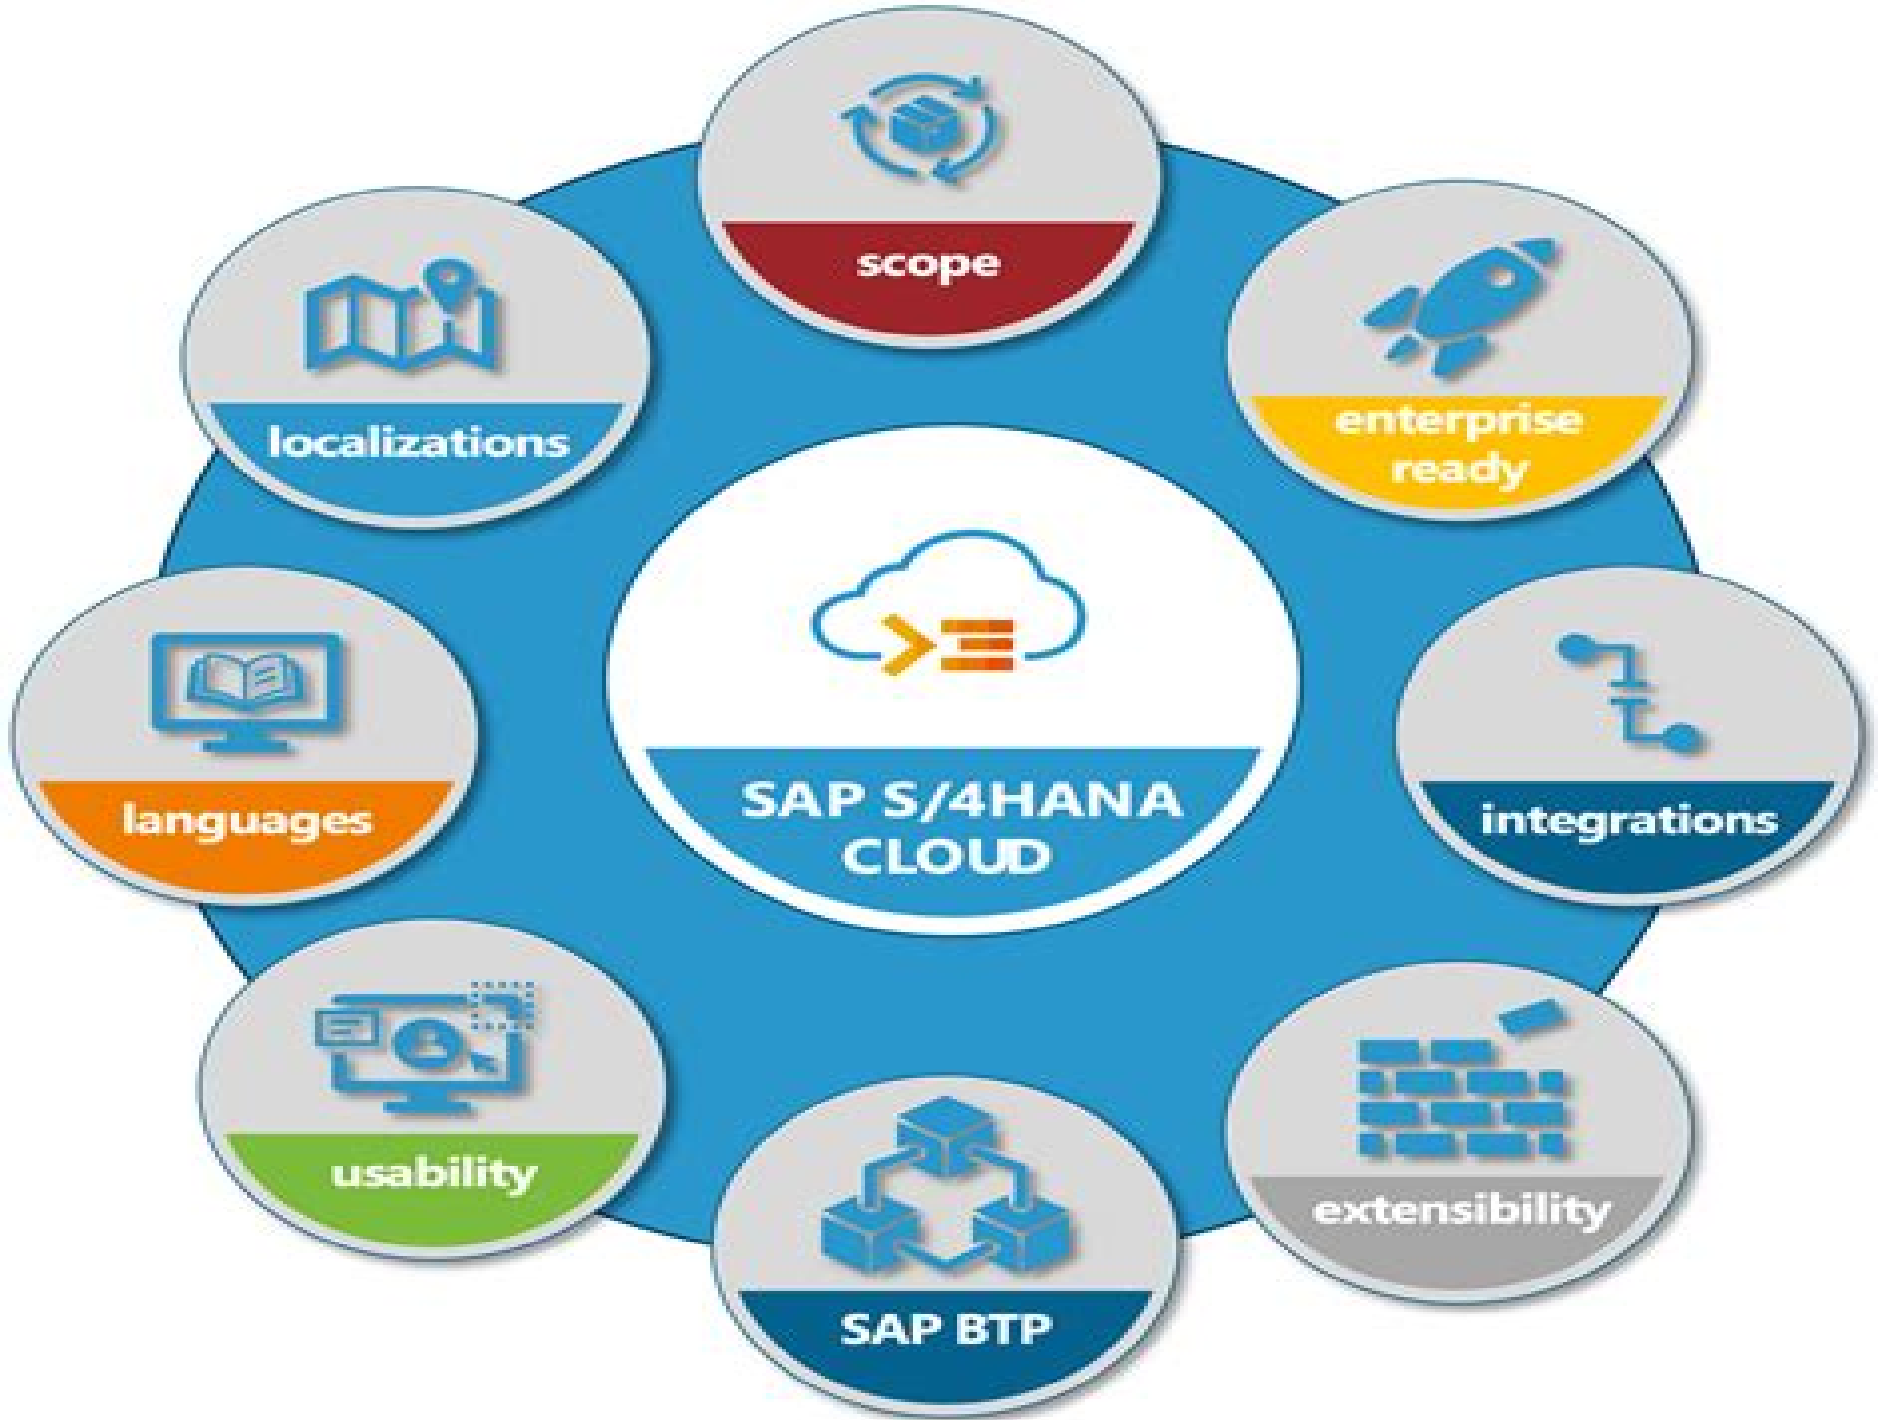 scope
enterprise
ready
integrations
extensibility
SAP BTP
usability
languages
localizations
SAP S/4HANA
CLOUD